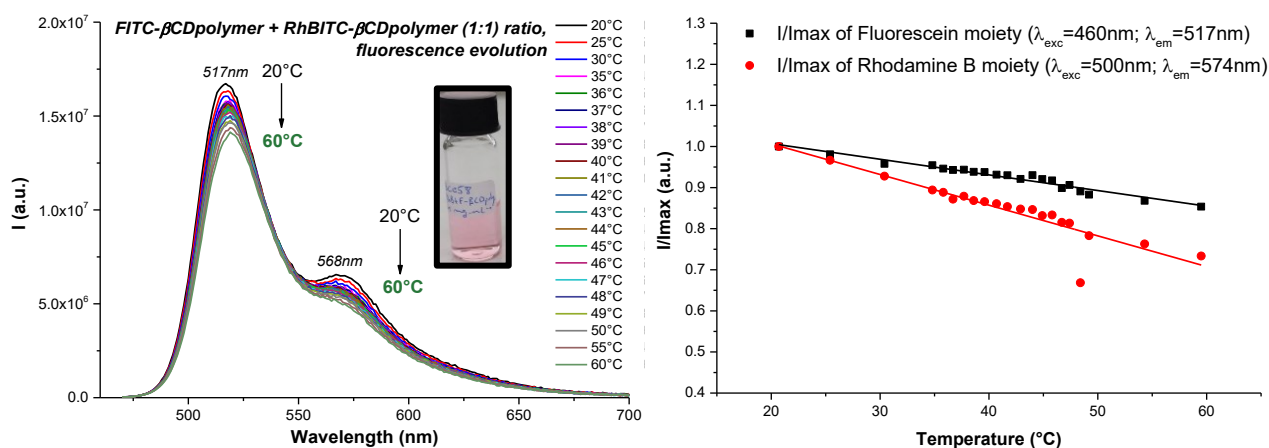 FITC-βCDpolymer + RhBITC-βCDpolymer (1:1) ratio,
fluorescence evolution
517nm
20°C
60°C
568nm
20°C
60°C
20°C
25°C
30°C
35°C
36°C
37°C
38°C
39°C
40°C
41°C
42°C
43°C
44°C
45°C
46°C
47°C
48°C
49°C
50°C
55°C
60°C
2.0x10⁷
1.5x10⁷
1.0x10⁷
5.0x10⁶
0.0
I (a.u.)
500 550 600 650 700
Wavelength (nm)
I/Imax of Fluorescein moiety (λexc=460nm; λem=517nm)
I/Imax of Rhodamine B moiety (λexc=500nm; λem=574nm)
1.3
1.2
1.1
1.0
0.9
0.8
0.7
0.6
0.5
0.4
I/Imax (a.u.)
20 30 40 50 60
Temperature (°C)